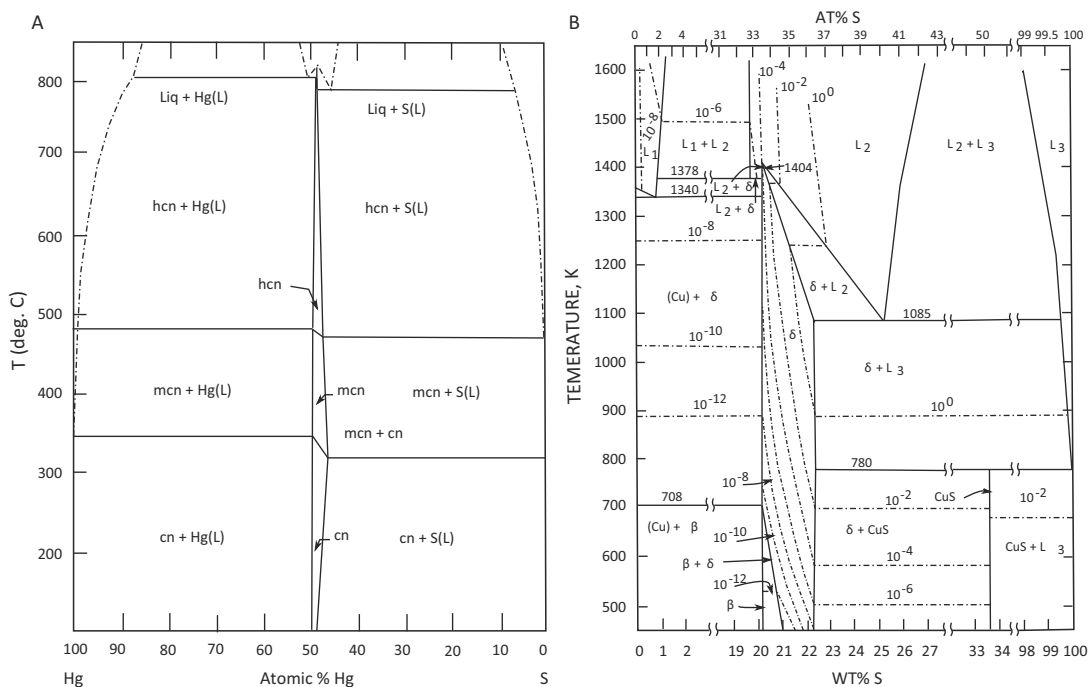 A
T (deg. C)
800
700
600
500
400
300
200
Liq + Hg(L)
Liq + S(L)
hcn + Hg(L)
hcn + S(L)
hcn
mcn + Hg(L)
mcn
mcn + S(L)
mcn + cn
cn + Hg(L)
cn
cn + S(L)
100 90 80 70 60 50 40 30 20 10 0
Hg Atomic % Hg S
B
AT% S
0 1 2 4 31 33 35 37 39 41 43 50 99 99.5 100
TEMERATURE, K
1600
1500
1400
1300
1200
1100
1000
900
800
700
600
500
10-8
10-6
10-4
10-2
100
L1
L1 + L2
L2
L2 + L3
L3
1378
1404
1340
L2 + δ
L2 + δ
10-8
(Cu) + δ
δ + L2
1085
10-10
δ
δ + L3
10-12
100
780
10-8
708
10-2
CuS
10-2
(Cu) + β
10-10
δ + CuS
CuS + L3
β + δ
10-4
10-12
β
10-6
0 1 2 19 20 21 22 23 24 25 26 27 33 34 98 99 100
WT% S